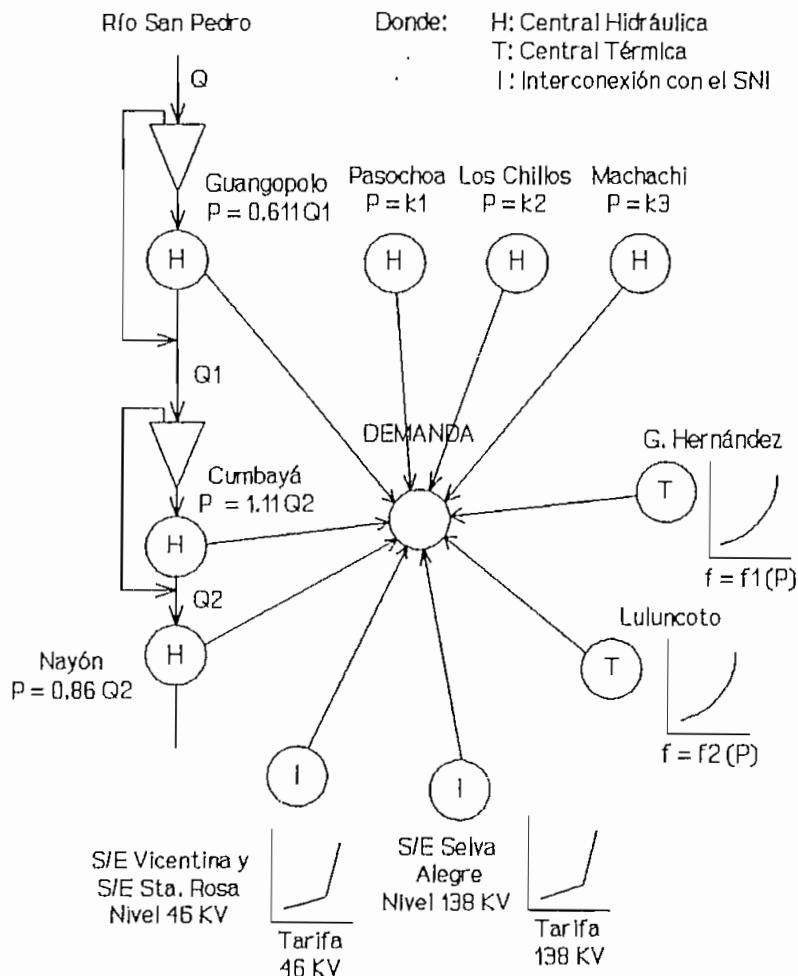 Río San Pedro
Donde:
H: Central Hidráulica
T: Central Térmica
I: Interconexión con el SNI
Q
Guangopolo
P = 0.611 Q1
Pasochoa
P = k1
Los Chillos
P = k2
Machachi
P = k3
H
H
H
H
Q1
DEMANDA
G. Hernández
T
f = f1 (P)
Cumbayá
P = 1.11 Q2
H
Q2
Luluncoto
T
f = f2 (P)
Nayón
P = 0.86 Q2
H
I
I
S/E Vicentina y
S/E Sta. Rosa
Nivel 46 KV
Tarifa
46 KV
S/E Selva
Alegre
Nivel 138 KV
Tarifa
138 KV